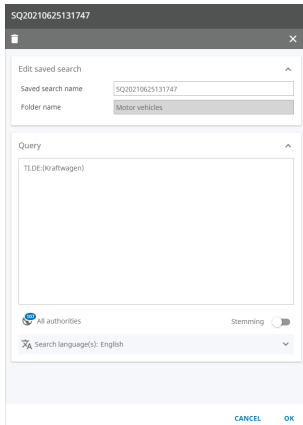 SQ20210625131747
Edit saved search
Saved search name
SQ20210625131747
Folder name
Motor vehicles
Query
TI.DE:(Kraftwagen)
107
All authorities
Stemming
Search language(s): English
CANCEL
OK